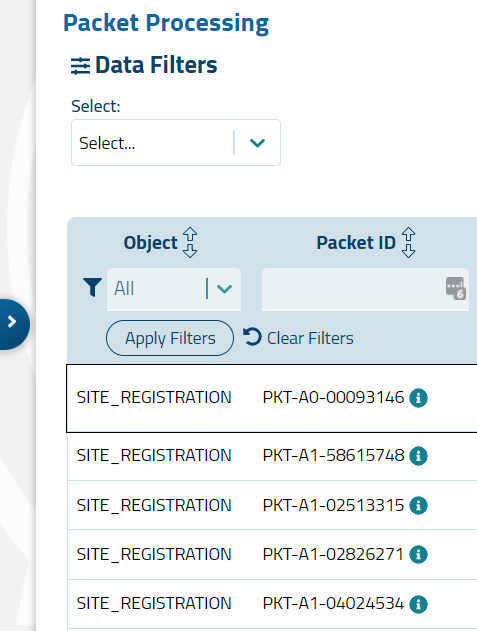 Packet Processing
Data Filters
Select:
Select...
Object Packet ID
All
6
Apply Filters Clear Filters
SITE_REGISTRATION PKT-A0-00093146
SITE_REGISTRATION PKT-A1-58615748
SITE_REGISTRATION PKT-A1-02513315
SITE_REGISTRATION PKT-A1-02826271
SITE_REGISTRATION PKT-A1-04024534